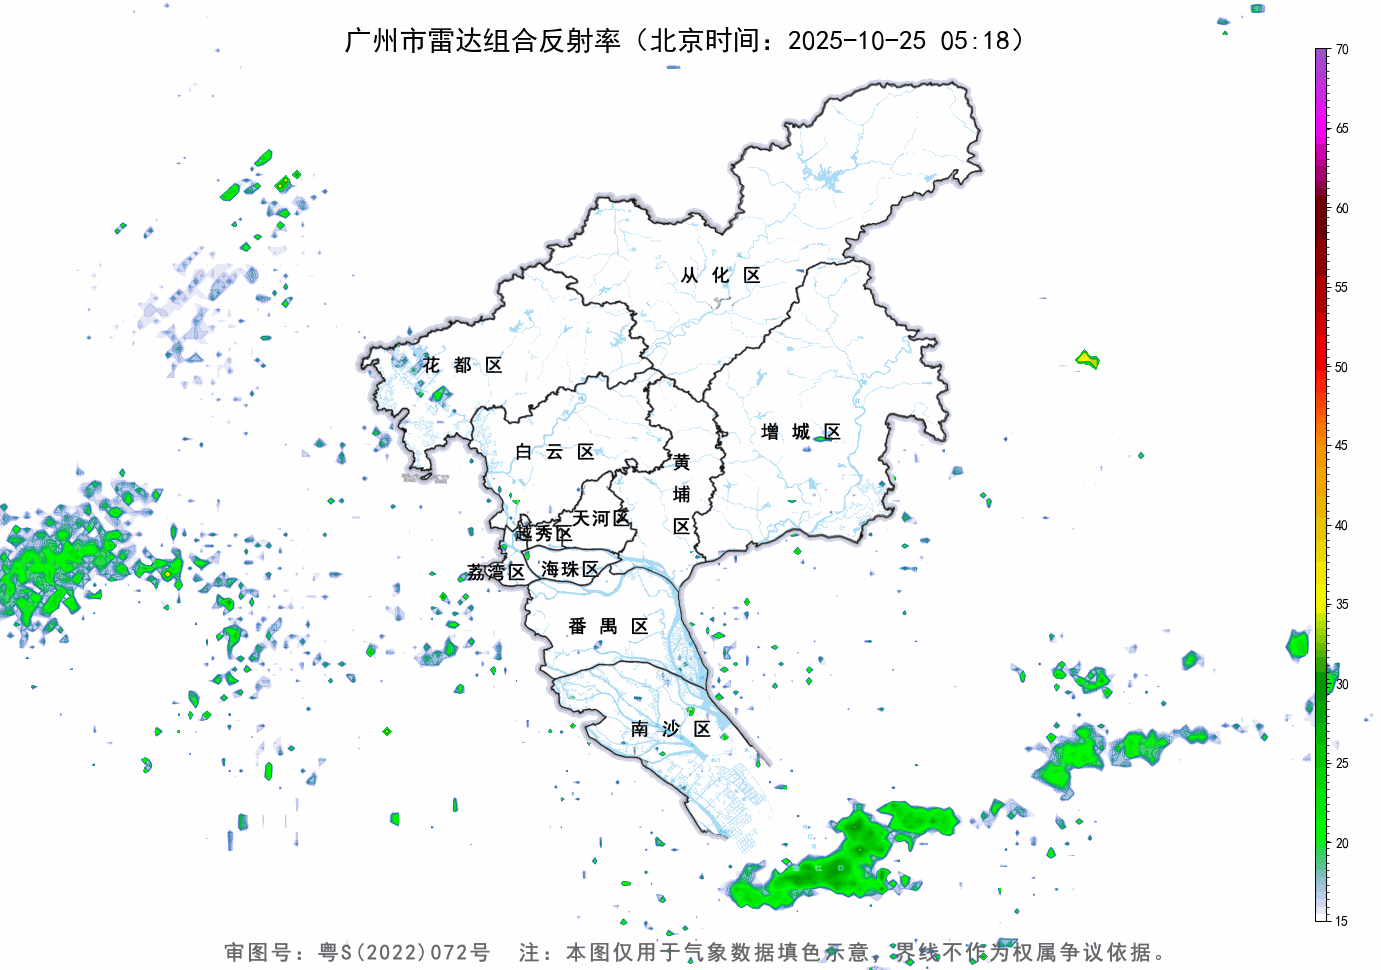 广州市雷达组合反射率（北京时间：2025-10-25 05:18）
70
65
60
55
50
45
40
35
30
25
20
15
从化区
花都区
增城区
白云区
黄埔区
天河区
越秀区
海珠区
荔湾区
番禺区
南沙区
审图号：粤S(2022)072号 注：本图仅用于气象数据填色示意，界线不作为权属争议依据。